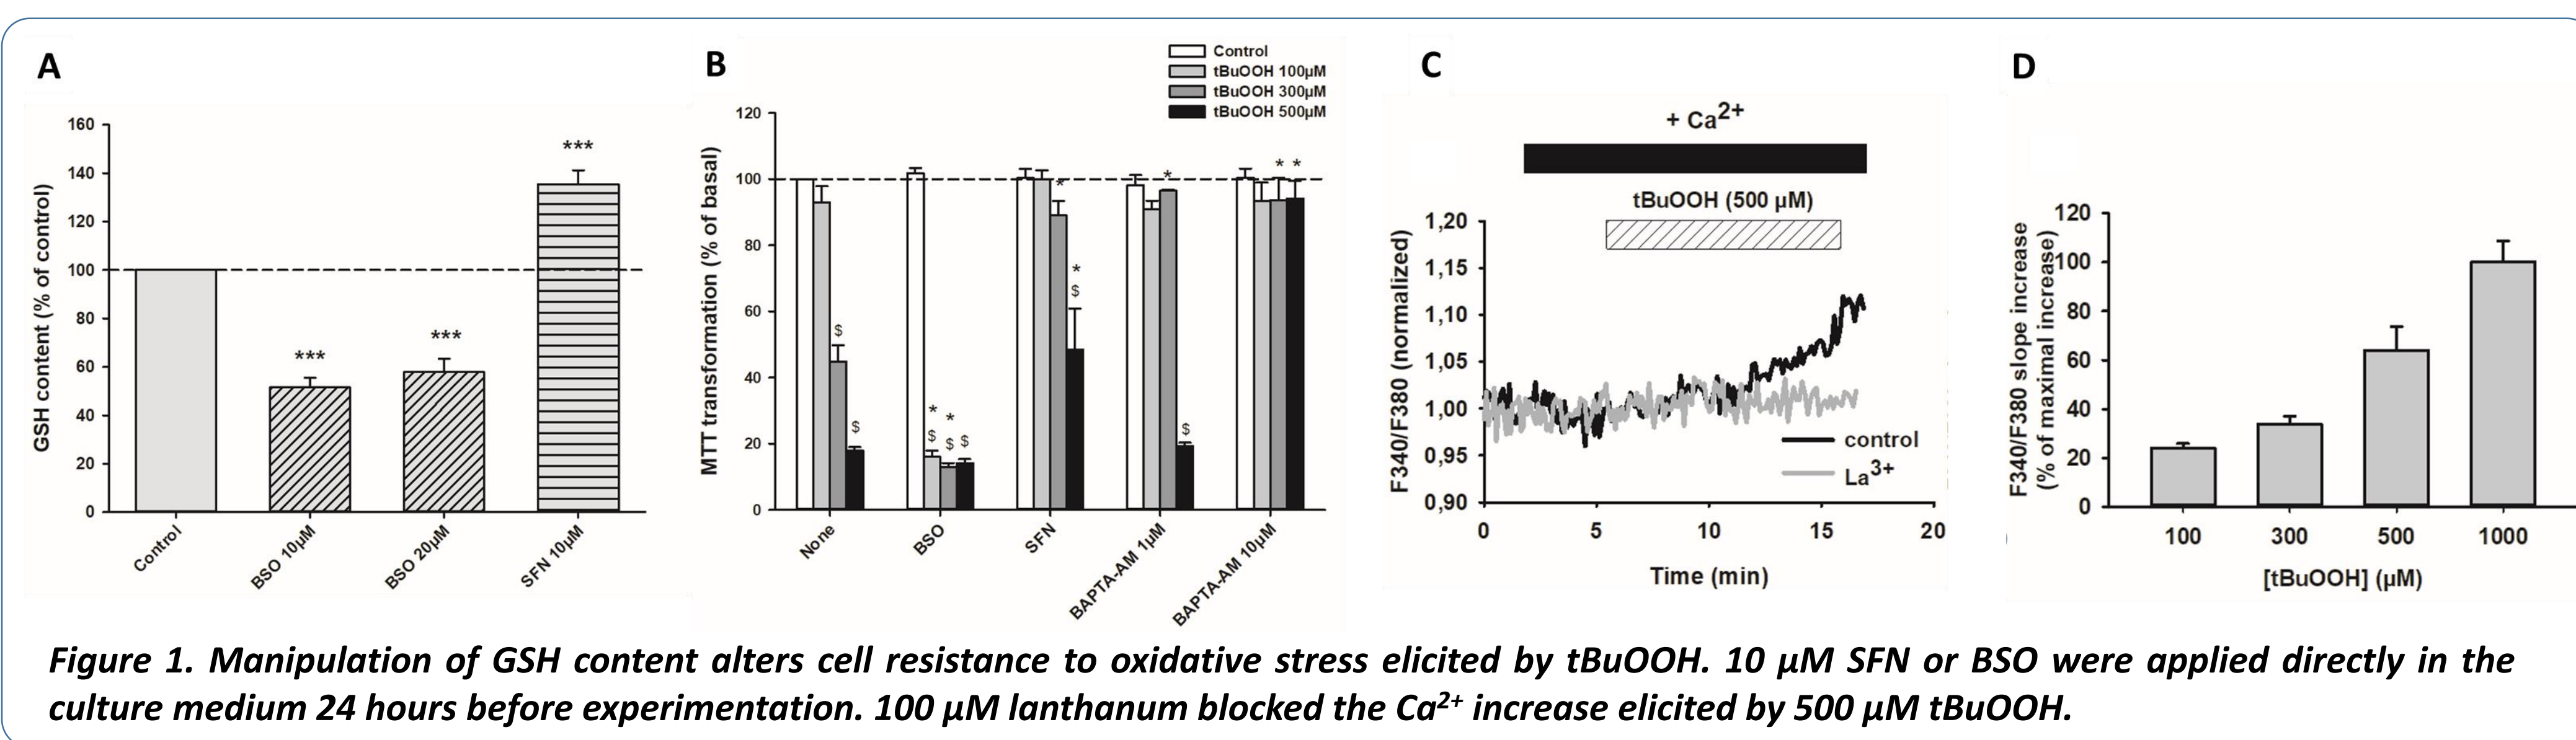 A
GSH content (% of control)
160
140
120
100
80
60
40
20
0
***
***
***
Control
BSO 10µM
BSO 20µM
SFN 10µM
B
Control
tBuOOH 100µM
tBuOOH 300µM
tBuOOH 500µM
MTT transformation (% of basal)
120
100
80
60
40
20
0
$
$
*
$
*
$
$
*
*
$
*
$
* *
None
BSO
SFN
BAPTA-AM 1µM
BAPTA-AM 10µM
C
+ Ca2+
tBuOOH (500 µM)
F340/F380 (normalized)
1,20
1,15
1,10
1,05
1,00
0,95
0,90
control
La3+
0 5 10 15 20
Time (min)
D
F340/F380 slope increase
(% of maximal increase)
120
100
80
60
40
20
0
100 300 500 1000
[tBuOOH] (µM)
Figure 1. Manipulation of GSH content alters cell resistance to oxidative stress elicited by tBuOOH. 10 µM SFN or BSO were applied directly in the
culture medium 24 hours before experimentation. 100 µM lanthanum blocked the Ca2+ increase elicited by 500 µM tBuOOH.